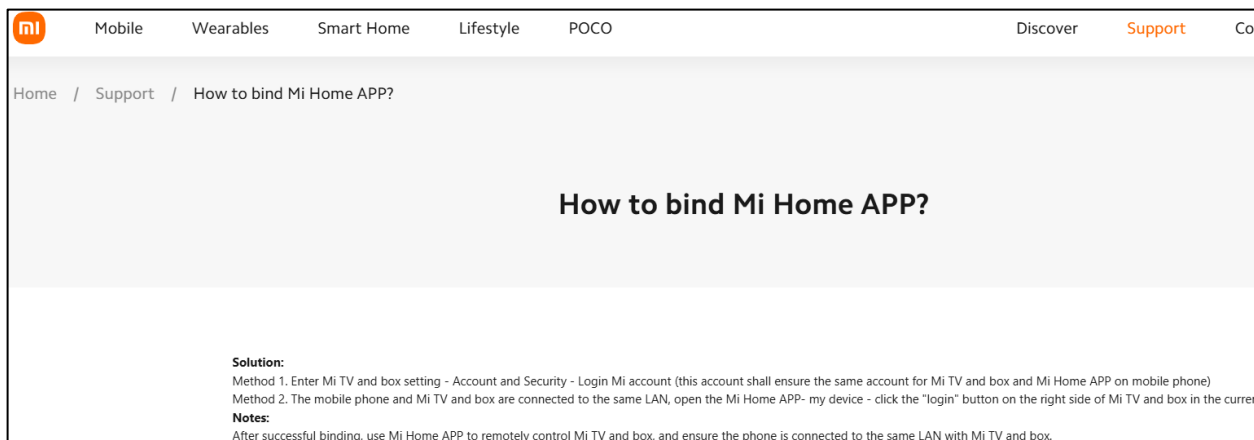 mi Mobile Wearables Smart Home Lifestyle POCO Discover Support Co
Home / Support / How to bind Mi Home APP?
How to bind Mi Home APP?
Solution:
Method 1. Enter Mi TV and box setting - Account and Security - Login Mi account (this account shall ensure the same account for Mi TV and box and Mi Home APP on mobile phone)
Method 2. The mobile phone and Mi TV and box are connected to the same LAN, open the Mi Home APP- my device - click the "login" button on the right side of Mi TV and box in the curre
Notes:
After successful binding, use Mi Home APP to remotely control Mi TV and box, and ensure the phone is connected to the same LAN with Mi TV and box.